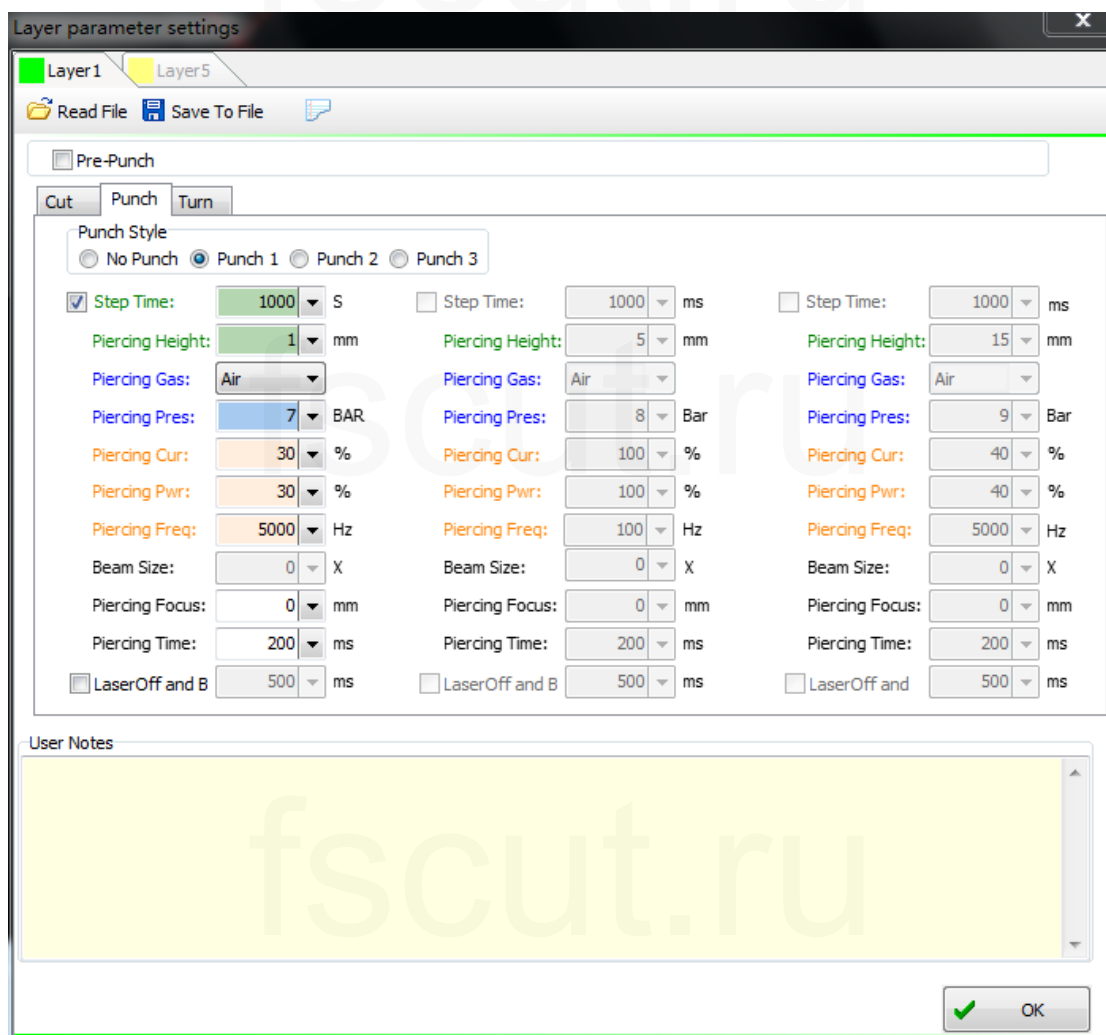 fscut.ru
Layer parameter settings
x
Layer1 Layer5
Read File Save To File
Pre-Punch
Cut Punch Turn
Punch Style
No Punch Punch 1 Punch 2 Punch 3
Step Time: 1000 S Step Time: 1000 ms Step Time: 1000 ms
Piercing Height: 1 mm Piercing Height: 5 mm Piercing Height: 15 mm
Piercing Gas: Air Piercing Gas: Air Piercing Gas: Air
Piercing Pres: 7 BAR Piercing Pres: 8 Bar Piercing Pres: 9 Bar
fscut.ru
Piercing Cur: 30 % Piercing Cur: 100 % Piercing Cur: 40 %
Piercing Pwr: 30 % Piercing Pwr: 100 % Piercing Pwr: 40 %
Piercing Freq: 5000 Hz Piercing Freq: 100 Hz Piercing Freq: 5000 Hz
Beam Size: 0 X Beam Size: 0 X Beam Size: 0 X
Piercing Focus: 0 mm Piercing Focus: 0 mm Piercing Focus: 0 mm
Piercing Time: 200 ms Piercing Time: 200 ms Piercing Time: 200 ms
LaserOff and B 500 ms LaserOff and B 500 ms LaserOff and 500 ms
User Notes
fscut.ru
OK